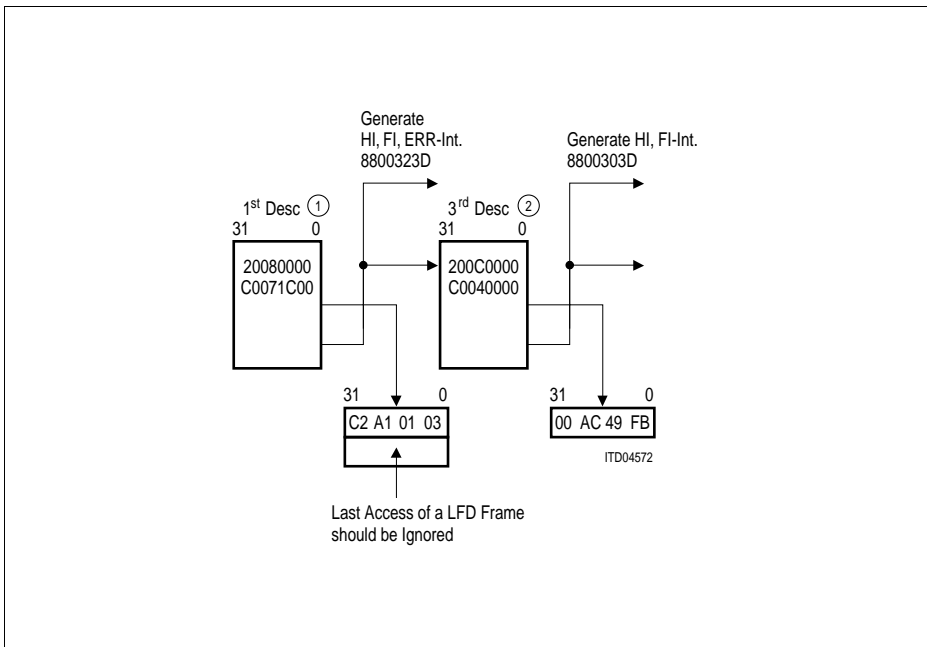 Generate
HI, FI, ERR-Int.
8800323D
Generate HI, FI-Int.
8800303D
1st Desc 1
31 0
20080000
C0071C00
3rd Desc 2
31 0
200C0000
C0040000
31 0
C2 A1 01 03
31 0
00 AC 49 FB
ITD04572
Last Access of a LFD Frame
should be Ignored